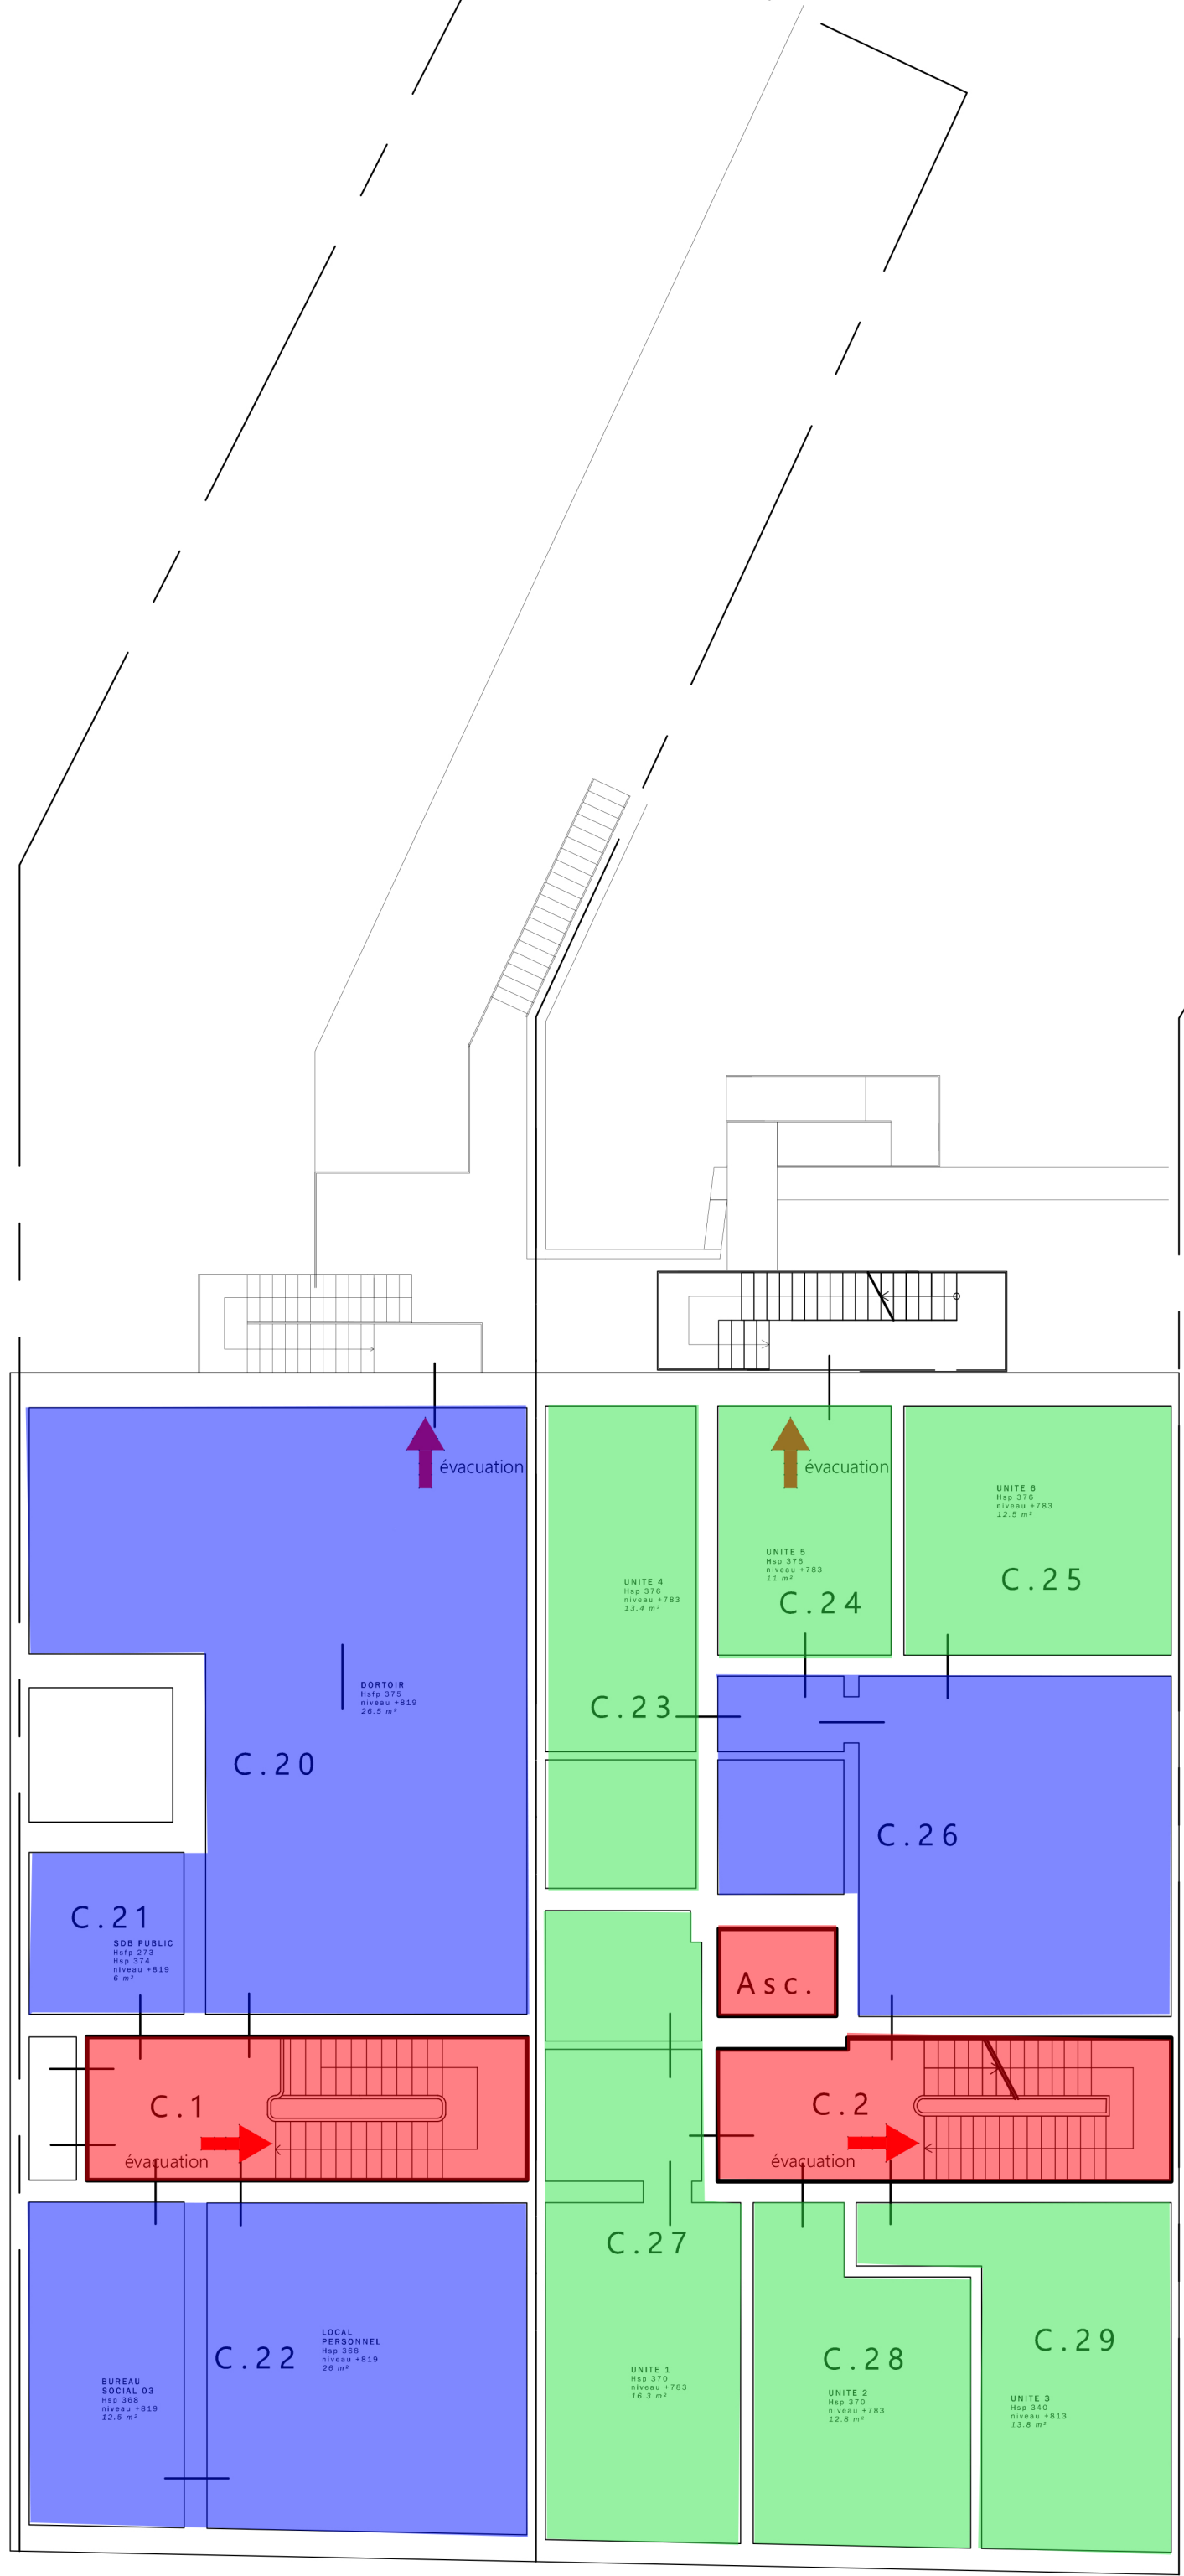 évacuation
évacuation
UNITE 6
Hsp 376
niveau +783
12.5 m²
UNITE 5
Hsp 376
niveau +783
11 m²
C.25
UNITE 4
Hsp 376
niveau +783
13.4 m²
C.24
DORTOIR
Hsfp 375
niveau +819
26.5 m²
C.23
C.20
C.26
C.21
SDB PUBLIC
Hsfp 273
Hsp 374
niveau +819
6 m²
Asc.
C.1
évacuation
C.2
évacuation
C.27
C.22
LOCAL
PERSONNEL
Hsp 368
niveau +819
26 m²
C.28
C.29
BUREAU
SOCIAL 03
Hsp 368
niveau +819
12.5 m²
UNITE 1
Hsp 370
niveau +783
16.3 m²
UNITE 2
Hsp 370
niveau +783
12.8 m²
UNITE 3
Hsp 340
niveau +813
13.8 m²